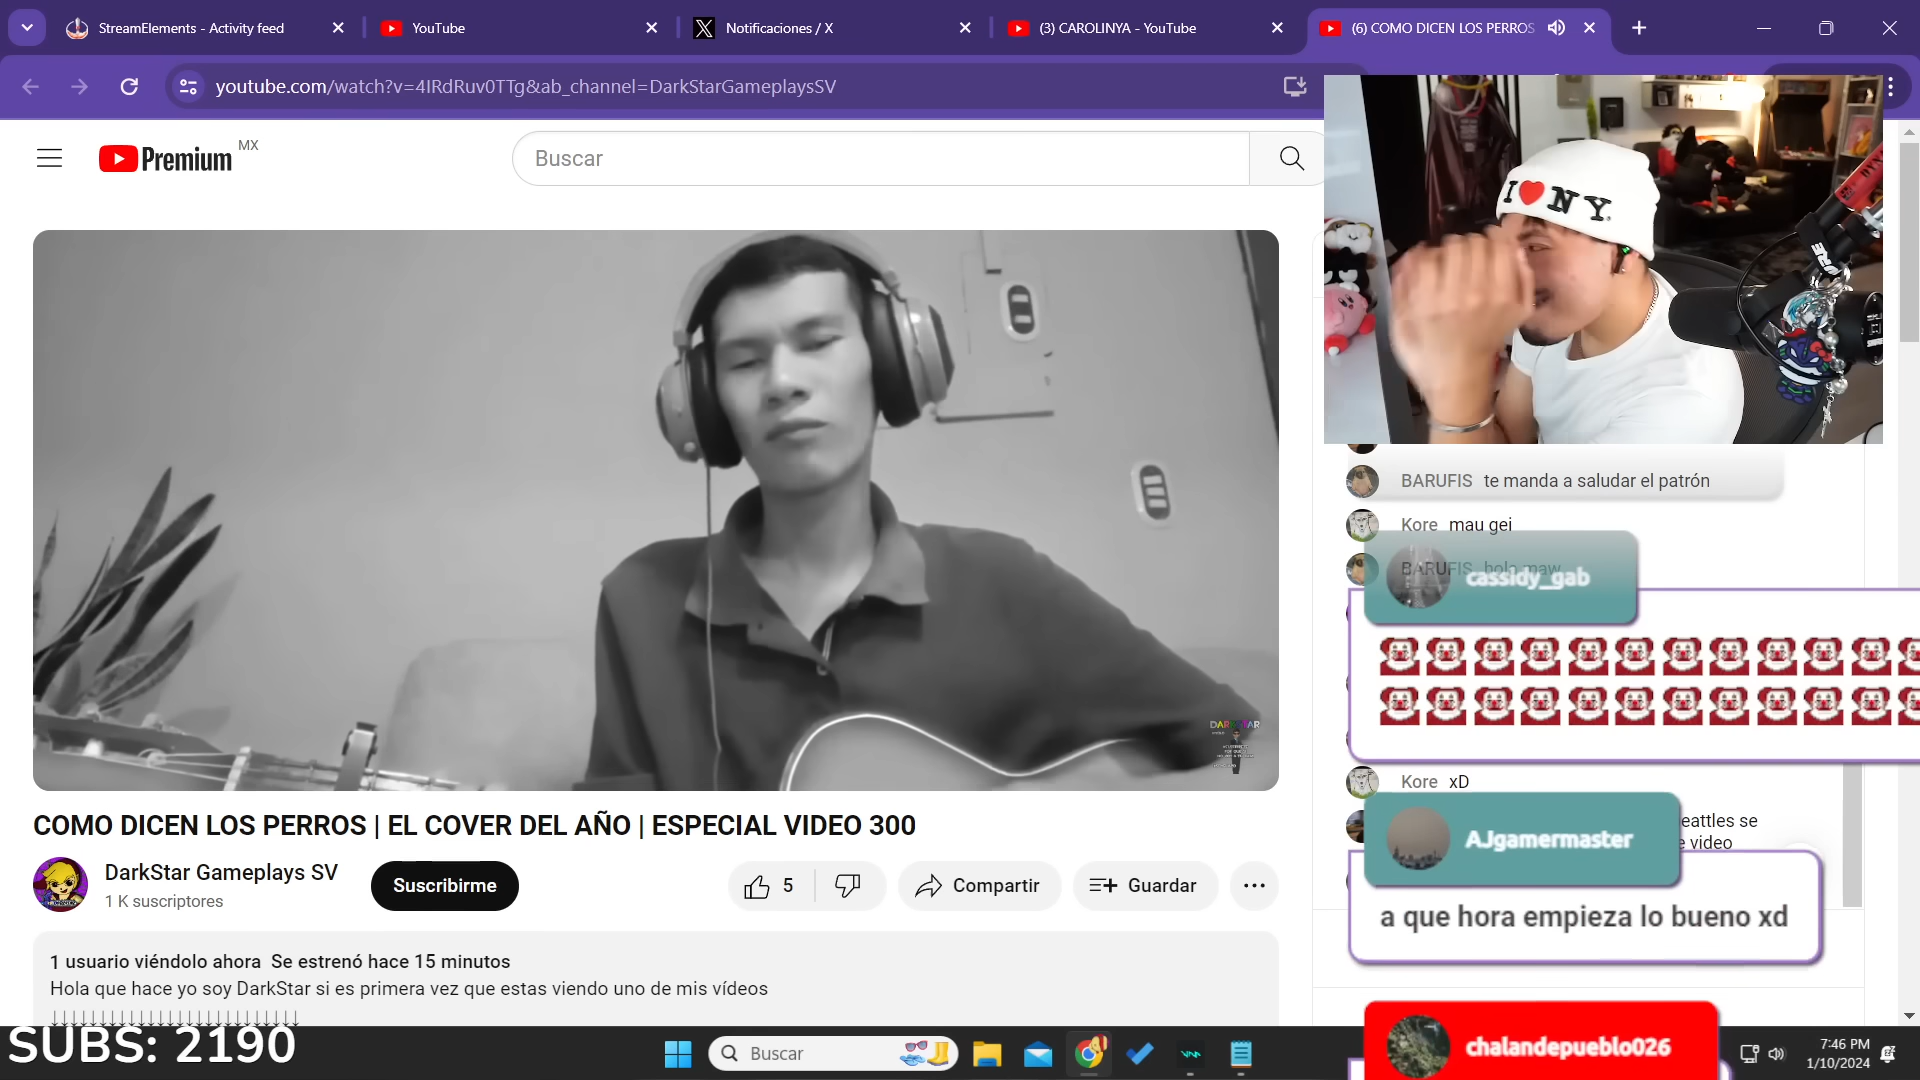 StreamElements - Activity feed
YouTube
Notificaciones / X
(3) CAROLINYA - YouTube
(6) COMO DICEN LOS PERROS
youtube.com/watch?v=4IRdRuv0TTg&ab_channel=DarkStarGameplaysSV
Premium MX
Buscar
I NY.
BARUFIS te manda a saludar el patrón
Kore mau gei
BARUFIS hola maw
cassidy_gab
Kore xD
eattles se
e video
AJgamermaster
a que hora empieza lo bueno xd
chalandepueblo026
DARKSTAR
COMO DICEN LOS PERROS | EL COVER DEL AÑO | ESPECIAL VIDEO 300
DarkStar Gameplays SV
1 K suscriptores
Suscribirme
5
Compartir
Guardar
1 usuario viéndolo ahora Se estrenó hace 15 minutos
Hola que hace yo soy DarkStar si es primera vez que estas viendo uno de mis vídeos
↓↓↓↓↓↓↓↓↓↓↓↓↓↓↓↓↓↓↓↓↓↓↓↓↓
SUBS: 2190
Buscar
7:46 PM
1/10/2024